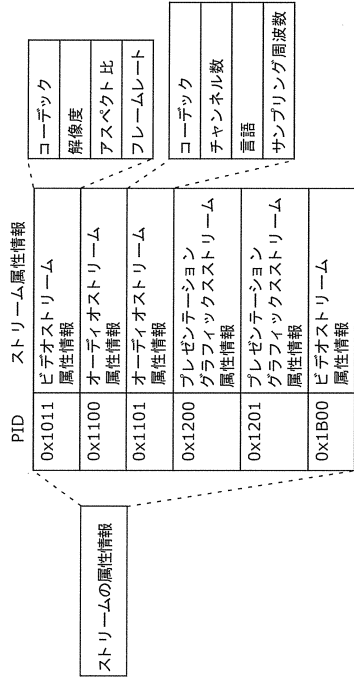 ストリームの属性情報
PID
ストリーム属性情報
0x1011
ビデオストリーム
属性情報
0x1100
オーディオストリーム
属性情報
0x1101
オーディオストリーム
属性情報
0x1200
プレゼンテーション
グラフィックスストリーム
属性情報
0x1201
プレゼンテーション
グラフィックスストリーム
属性情報
0x1B00
ビデオストリーム
属性情報
コーデック
解像度
アスペクト比
フレームレート
コーデック
チャンネル数
言語
サンプリング周波数